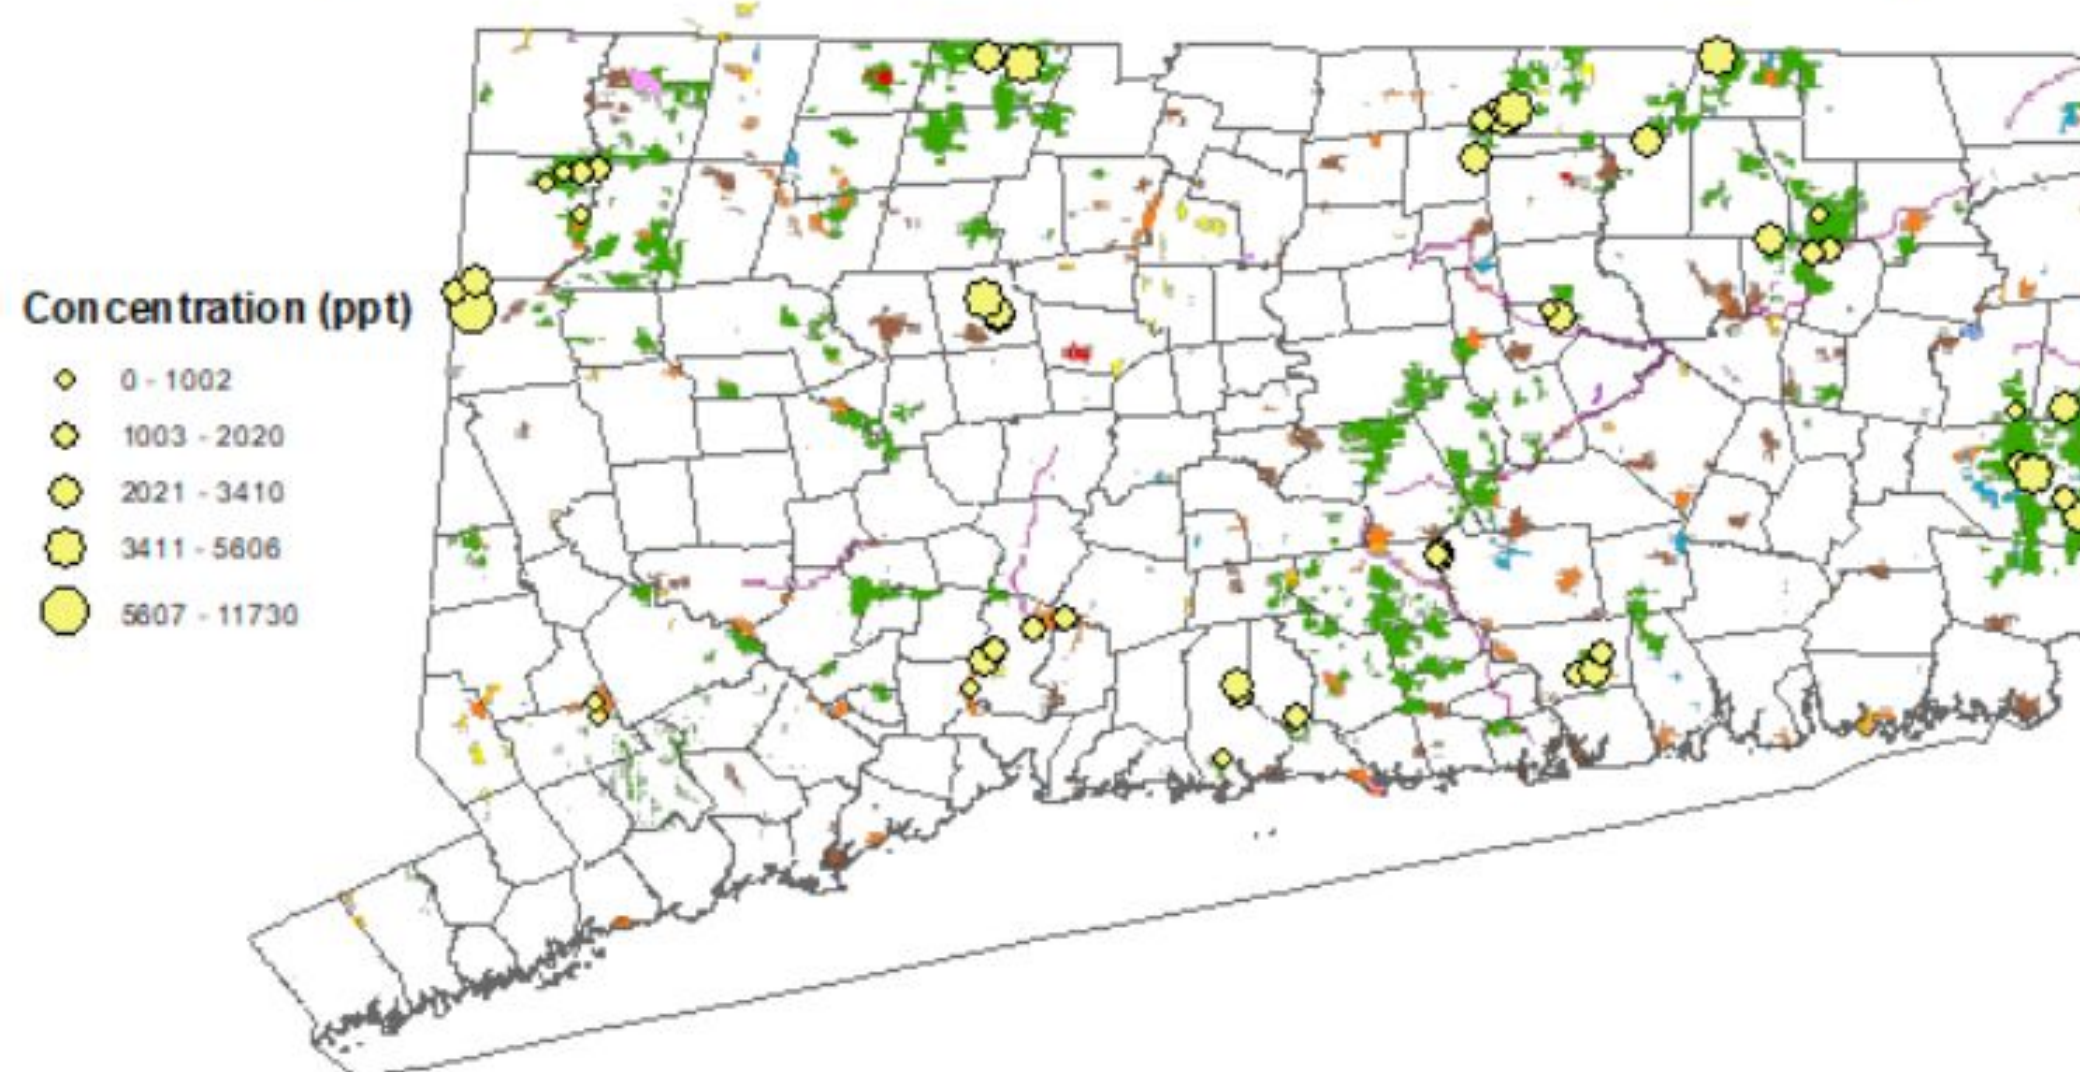 Concentration (ppt)
0 - 1002
1003 - 2020
2021 - 3410
3411 - 5606
5607 - 11730